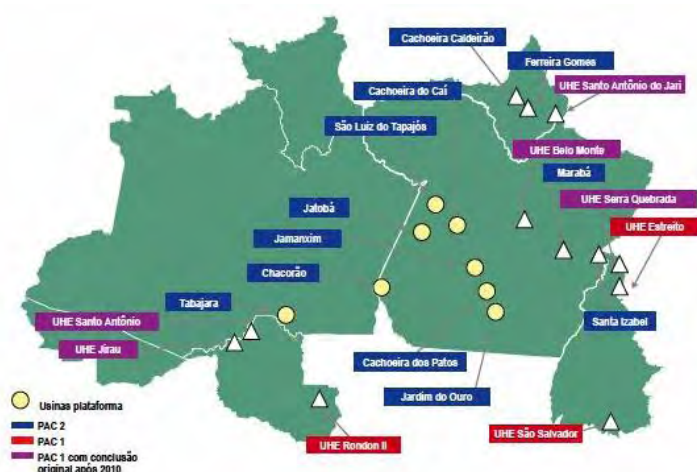 Cachoeira Caldeirão
Ferreira Gomes
Cachoeira do Caí
UHE Santo Antônio do Jari
São Luiz do Tapajós
UHE Belo Monte
Marabá
UHE Serra Quebrada
Jatobá
UHE Estreito
Jamanxim
Chacorão
Tabajara
UHE Santo Antônio
Santa Izabel
UHE Jirau
Cachoeira dos Patos
Jardim do Ouro
Usinas plataforma
PAC 2
PAC 1
UHE Rondon II
UHE São Salvador
PAC 1 com conclusão
original após 2010